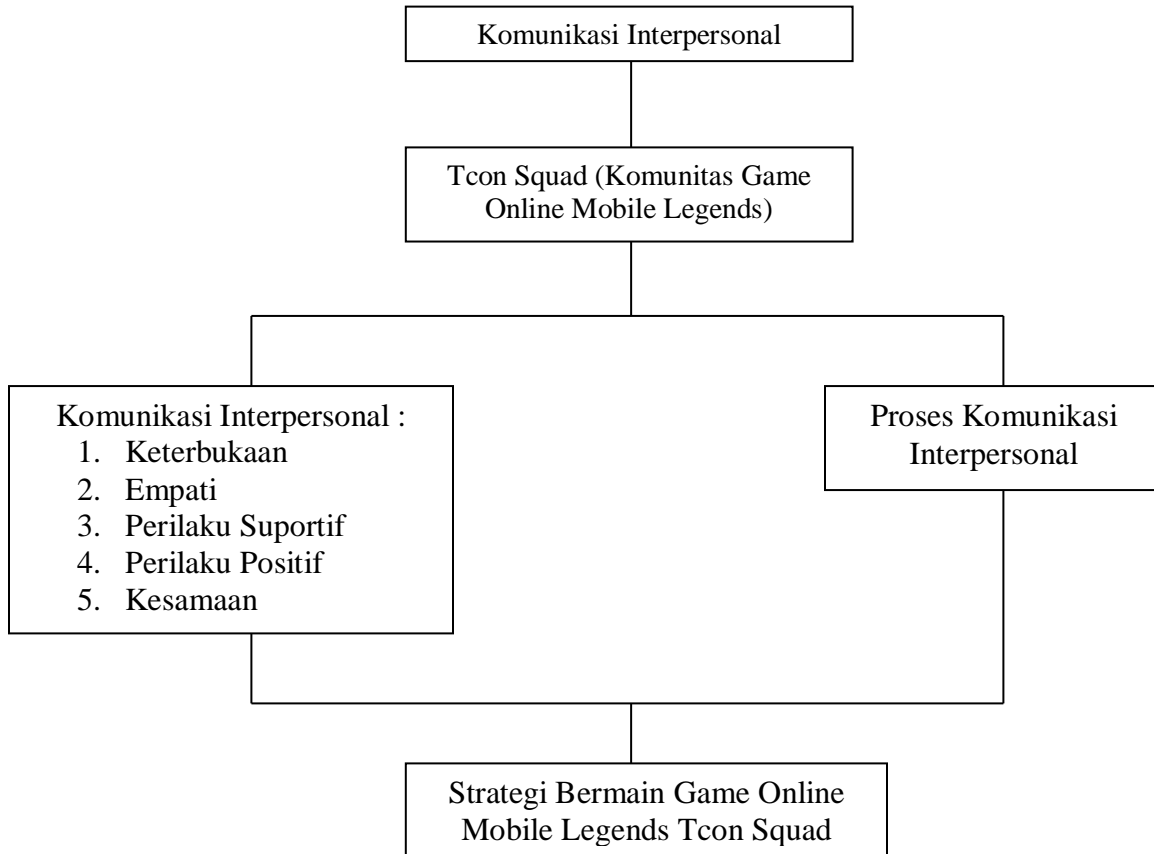 Komunikasi Interpersonal
Tcon Squad (Komunitas Game
Online Mobile Legends)
Komunikasi Interpersonal :
1. Keterbukaan
2. Empati
3. Perilaku Suportif
4. Perilaku Positif
5. Kesamaan
Proses Komunikasi
Interpersonal
Strategi Bermain Game Online
Mobile Legends Tcon Squad